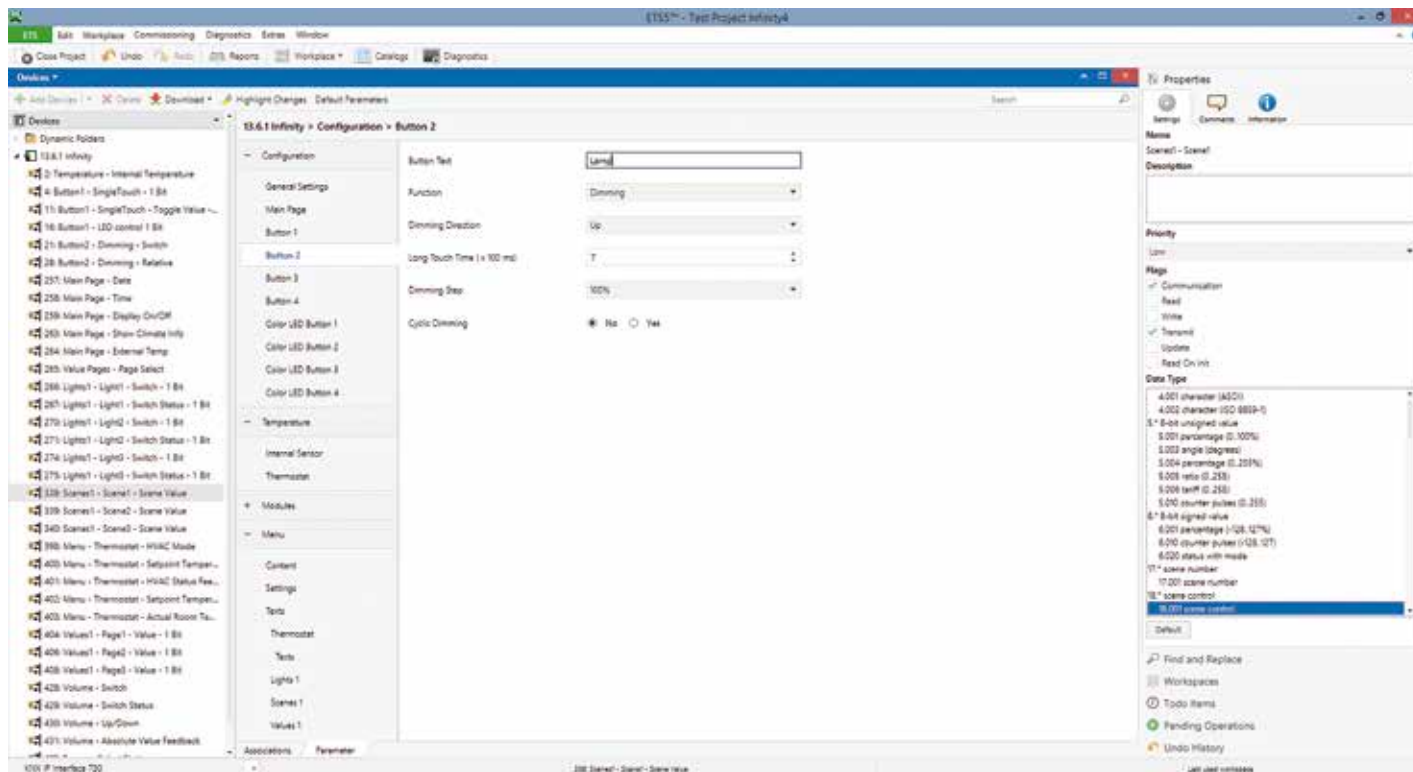 ETS5™ - Test Project Infinity4
ETS Edit Workplace Commissioning Diagnostics Extras Window
Close Project Undo Redo Reports Workplace Catalogs Diagnostics
Devices
Add Devices Delete Download Highlight Changes Default Parameters Search
Devices
Dynamic Folders
13.6.1 Infinity
2: Temperature - Internal Temperature
4: Button1 - SingleTouch - 1 Bit
11: Button1 - SingleTouch - Toggle Value -...
16: Button1 - LED control 1 Bit
21: Button2 - Dimming - Switch
28: Button2 - Dimming - Relative
257: Main Page - Date
258: Main Page - Time
259: Main Page - Display On/Off
263: Main Page - Show Climate Info
264: Main Page - External Temp
265: Value Pages - Page Select
266: Lights1 - Light1 - Switch - 1 Bit
267: Lights1 - Light1 - Switch Status - 1 Bit
270: Lights1 - Light2 - Switch - 1 Bit
271: Lights1 - Light2 - Switch Status - 1 Bit
274: Lights1 - Light3 - Switch - 1 Bit
275: Lights1 - Light3 - Switch Status - 1 Bit
338: Scenes1 - Scene1 - Scene Value
339: Scenes1 - Scene2 - Scene Value
340: Scenes1 - Scene3 - Scene Value
398: Menu - Thermostat - HVAC Mode
400: Menu - Thermostat - Setpoint Temper...
401: Menu - Thermostat - HVAC Status Fee...
402: Menu - Thermostat - Setpoint Temper...
403: Menu - Thermostat - Actual Room Te...
404: Values1 - Page1 - Value - 1 Bit
406: Values1 - Page2 - Value - 1 Bit
408: Values1 - Page3 - Value - 1 Bit
428: Volume - Switch
429: Volume - Switch Status
430: Volume - Up/Down
431: Volume - Absolute Value Feedback
13.6.1 Infinity > Configuration > Button 2
Configuration
General Settings
Main Page
Button 1
Button 2
Button 3
Button 4
Color LED Button 1
Color LED Button 2
Color LED Button 3
Color LED Button 4
Temperature
Internal Sensor
Thermostat
Modules
Menu
Content
Settings
Texts
Thermostat
Texts
Lights 1
Scenes 1
Values 1
Button Text Lamp
Function Dimming
Dimming Direction Up
Long Touch Time ( x 100 ms) 7
Dimming Step 100%
Cyclic Dimming No Yes
Associations Parameter
Properties
Settings Comments Information
Name
Scenes1 - Scene1
Description
Priority
Low
Flags
Communication
Read
Write
Transmit
Update
Read On Init
Data Type
4.001 character (ASCII)
4.002 character (ISO 8859-1)
5.* 8-bit unsigned value
5.001 percentage (0..100%)
5.003 angle (degrees)
5.004 percentage (0..255%)
5.005 ratio (0..255)
5.006 tariff (0..255)
5.010 counter pulses (0..255)
6.* 8-bit signed value
6.001 percentage (-128..127%)
6.010 counter pulses (-128..127)
6.020 status with mode
17.* scene number
17.001 scene number
18.* scene control
18.001 scene control
Default
Find and Replace
Workspaces
Todo Items
Pending Operations
Undo History
KNX IP Interface 730
338: Scenes1 - Scene1 - Scene Value
Last used workspace